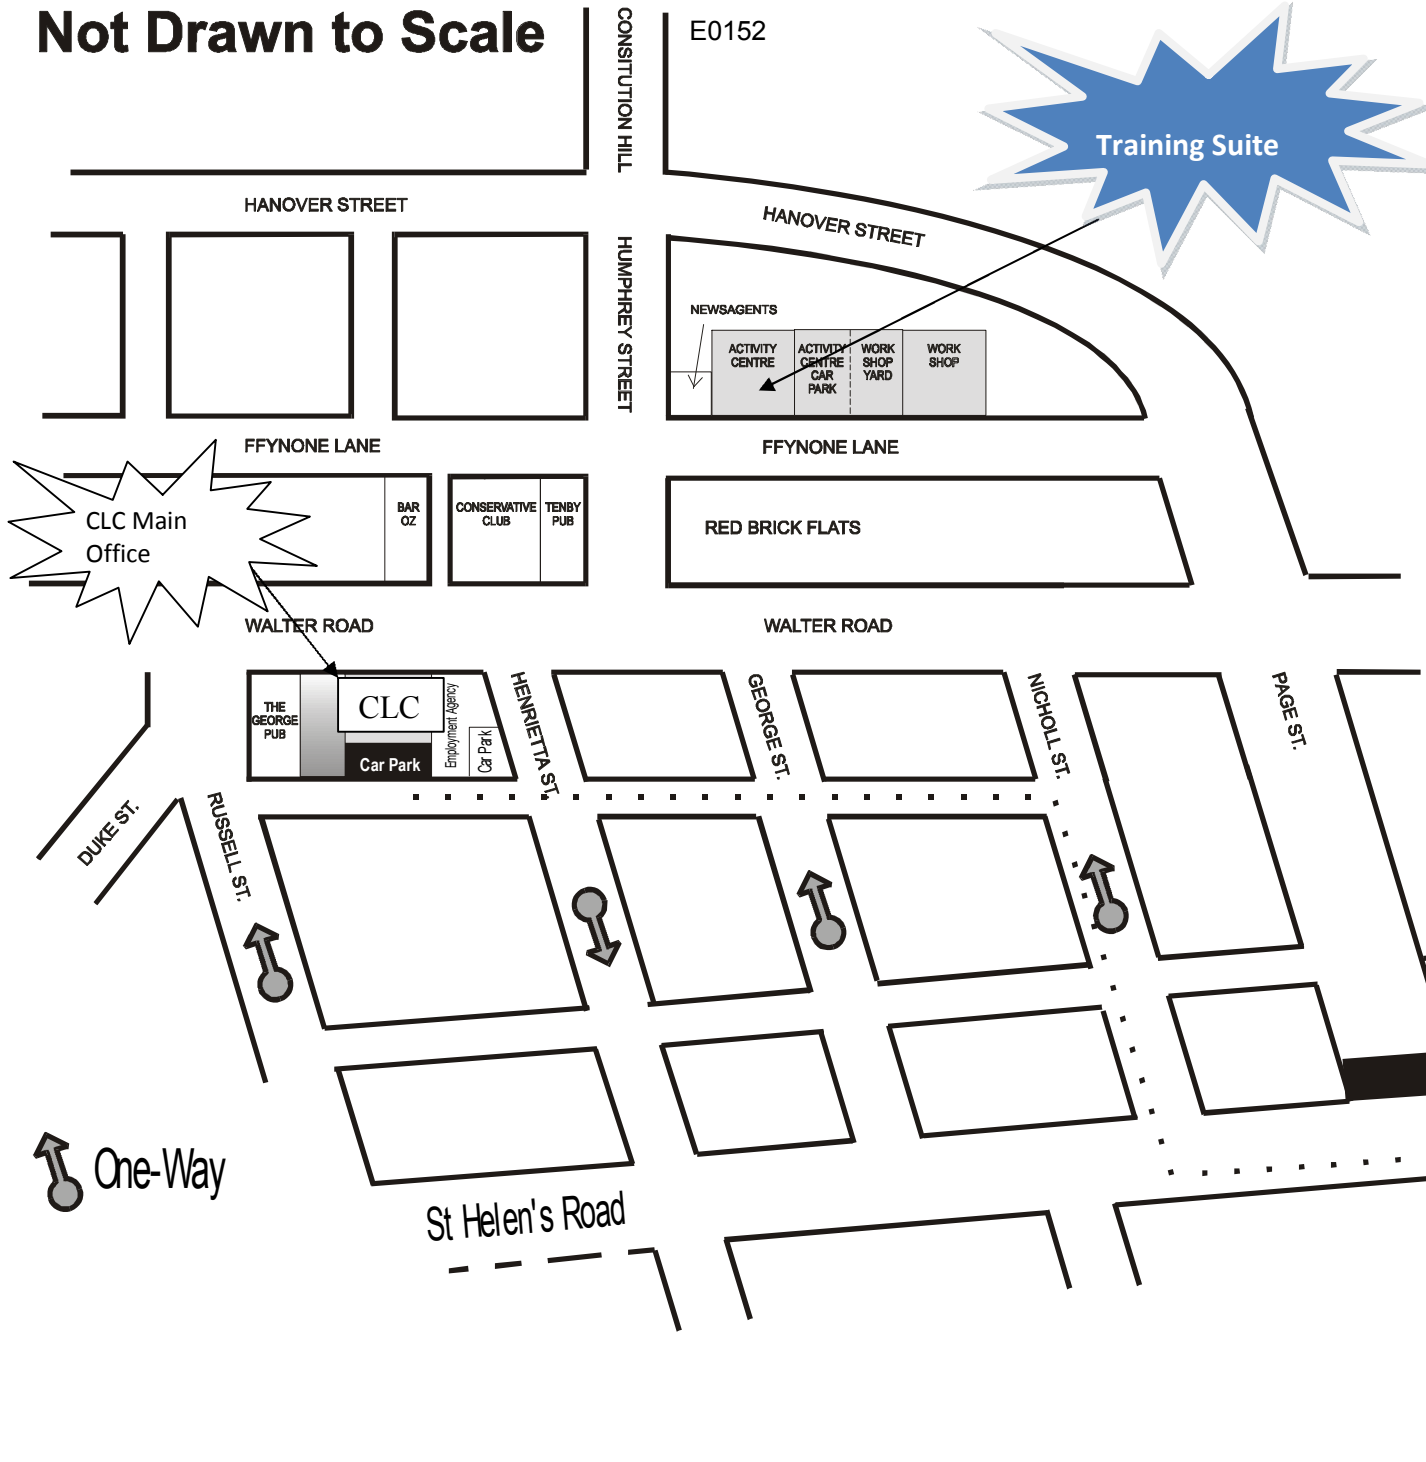 Not Drawn to Scale
CONSITUTION HILL
E0152
Training Suite
HANOVER STREET
HANOVER STREET
HUMPHREY STREET
NEWSAGENTS
ACTIVITY
CENTRE
ACTIVITY
CENTRE
CAR
PARK
WORK
SHOP
YARD
WORK
SHOP
FFYNONE LANE
FFYNONE LANE
CLC Main
Office
BAR
OZ
CONSERVATIVE
CLUB
TENBY
PUB
RED BRICK FLATS
WALTER ROAD
WALTER ROAD
THE
GEORGE
PUB
CLC
Car Park
Employment Agency
Car Park
HENRIETTA ST.
GEORGE ST.
NICHOLL ST.
PAGE ST.
DUKE ST.
RUSSELL ST.
One-Way
St Helen's Road